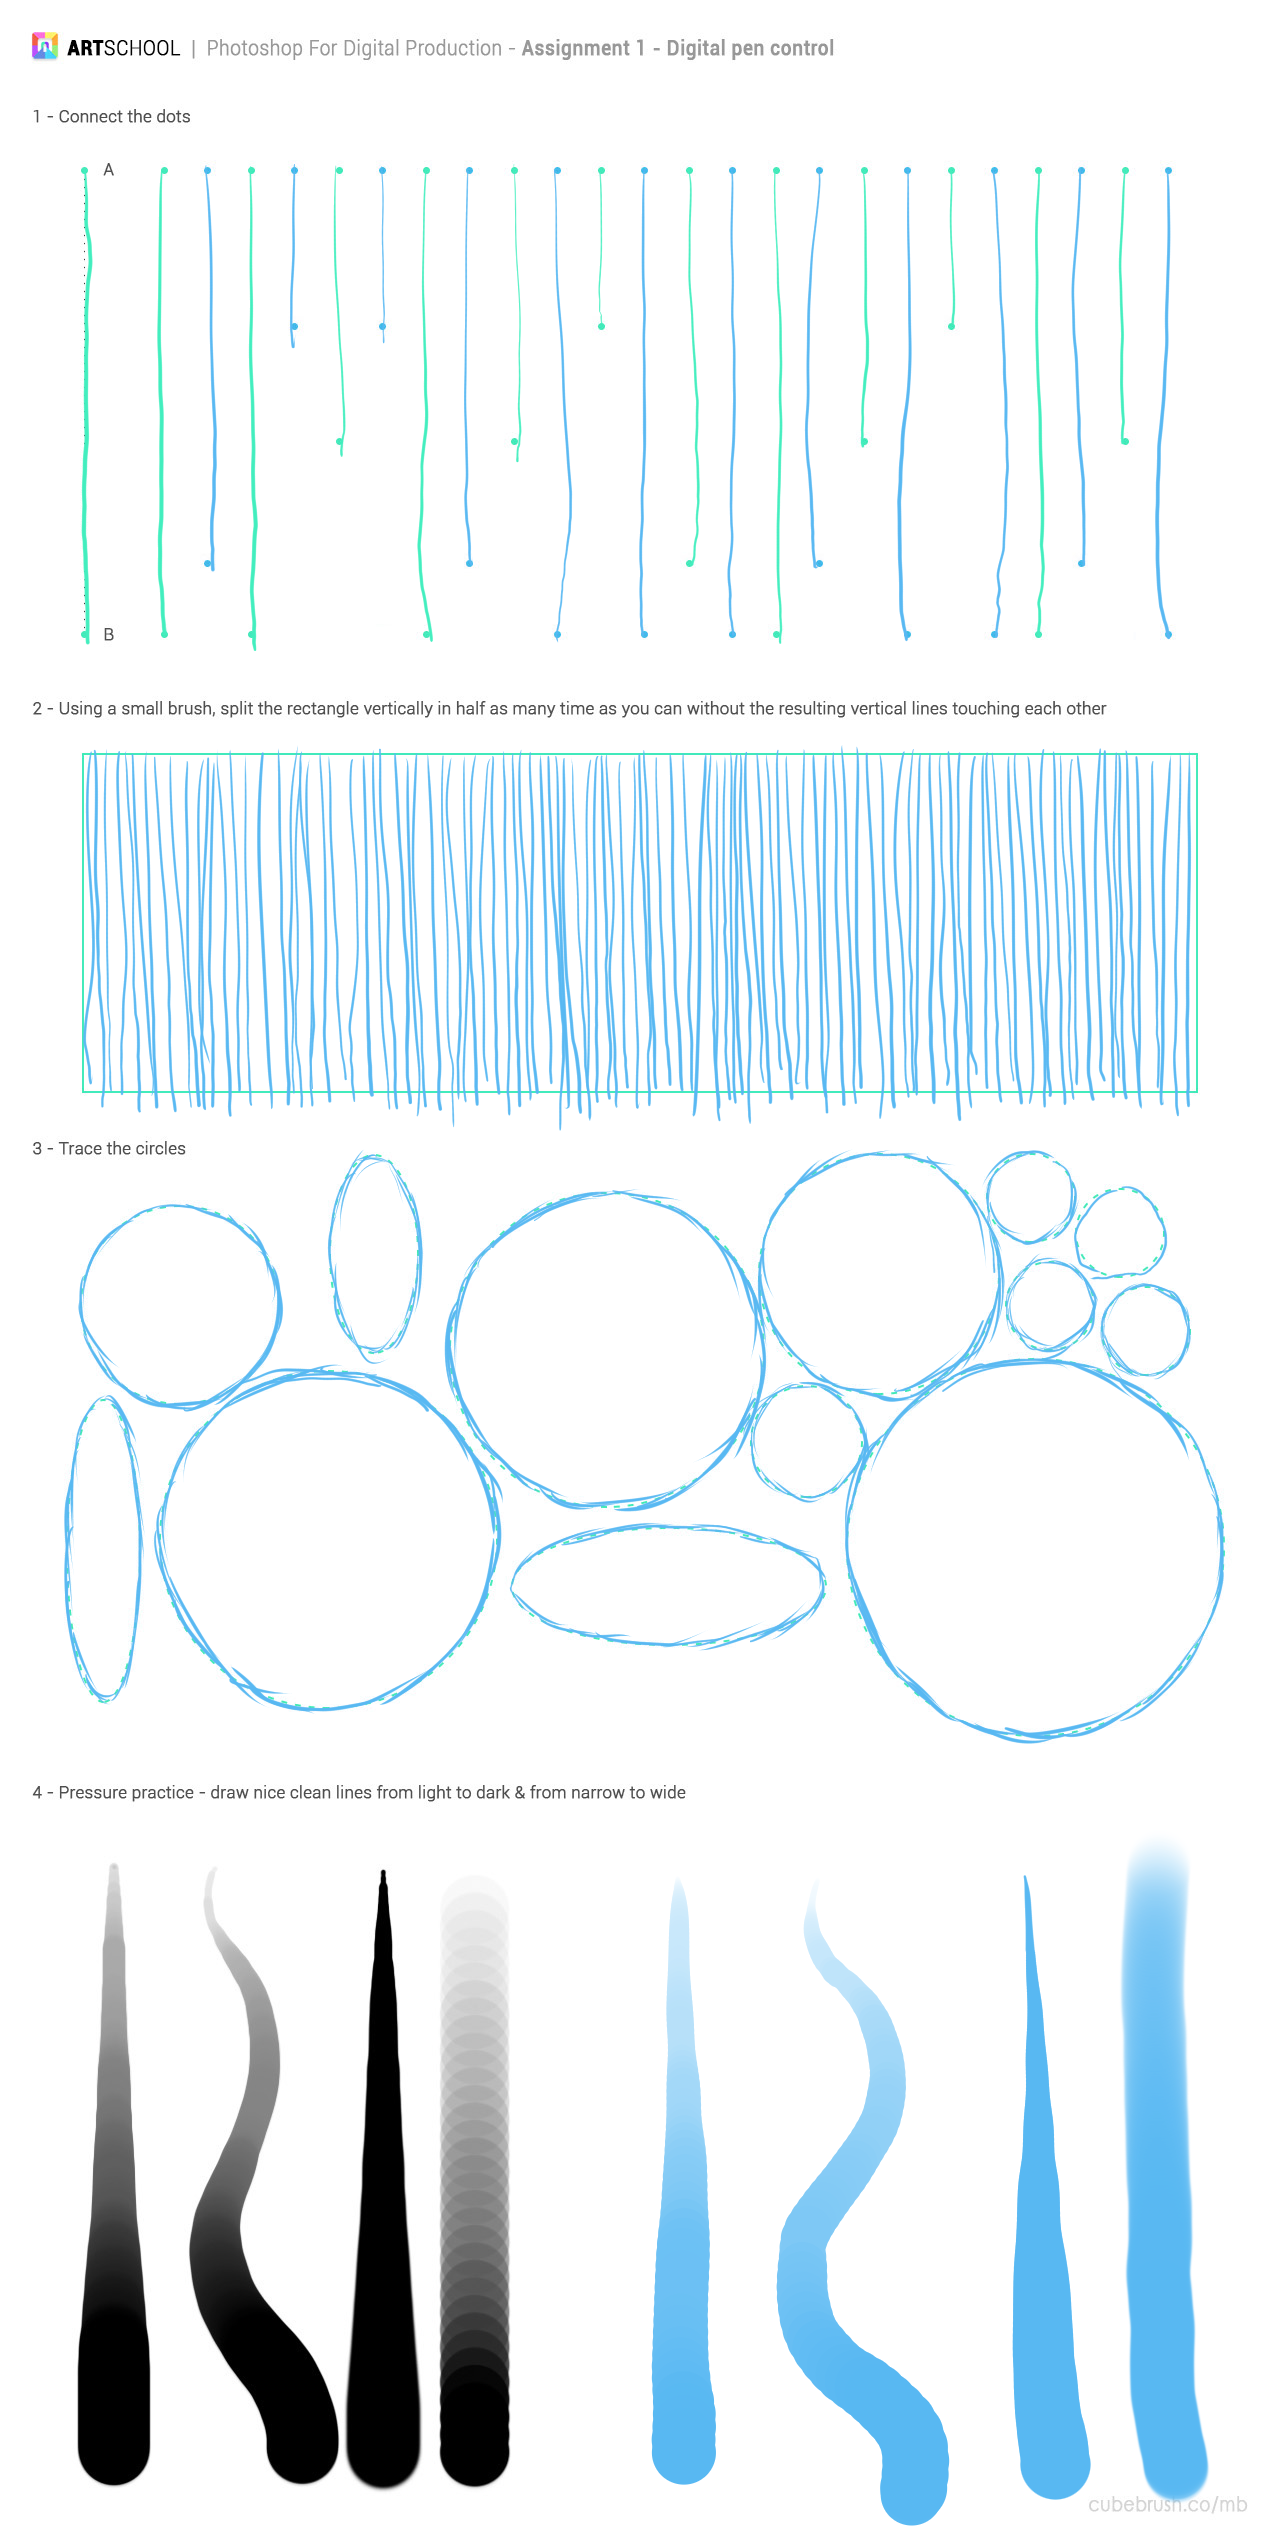 ARTSCHOOL | Photoshop For Digital Production - Assignment 1 - Digital pen control
1 - Connect the dots
A
B
2 - Using a small brush, split the rectangle vertically in half as many time as you can without the resulting vertical lines touching each other
3 - Trace the circles
4 - Pressure practice - draw nice clean lines from light to dark & from narrow to wide
cubebrush.co/mb